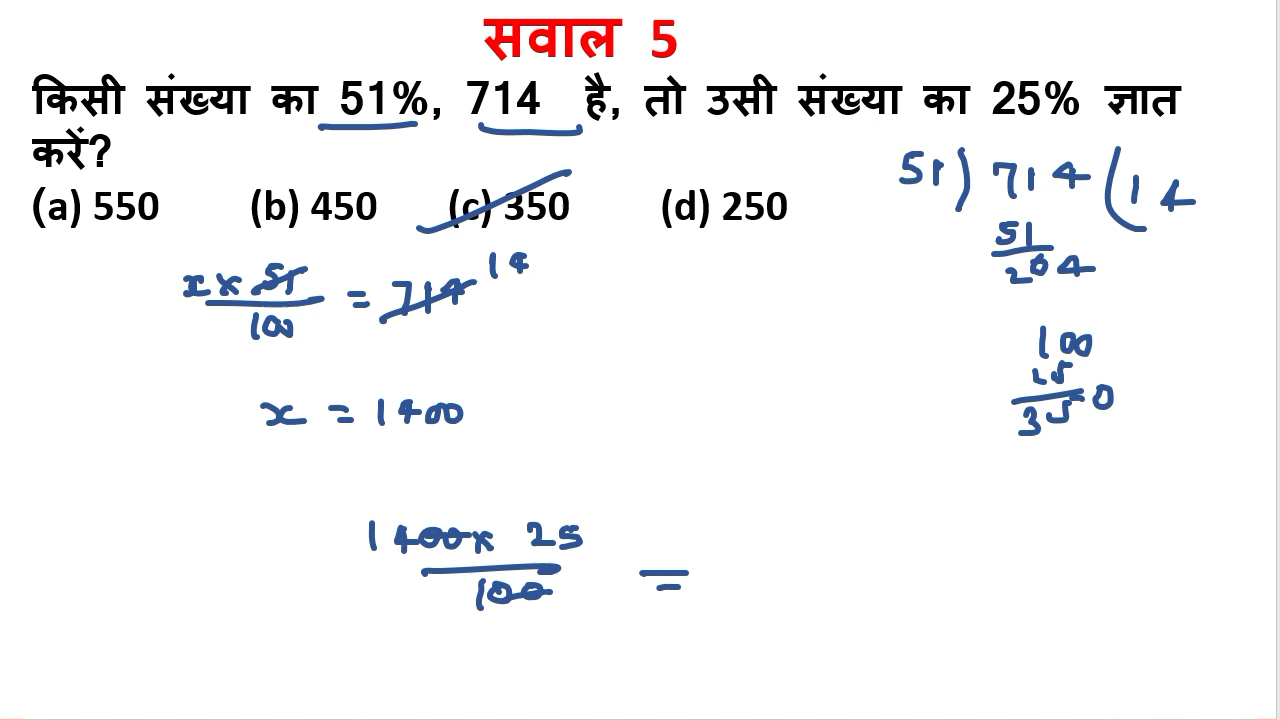 सवाल 5
किसी संख्या का 51%, 714 है, तो उसी संख्या का 25% ज्ञात
करें?
(a) 550 (b) 450 (c) 350 (d) 250
51 ) 714 ( 14
51
204
x × 51
100
= 714 14
x = 1400
100
350
1400 × 25
100
=